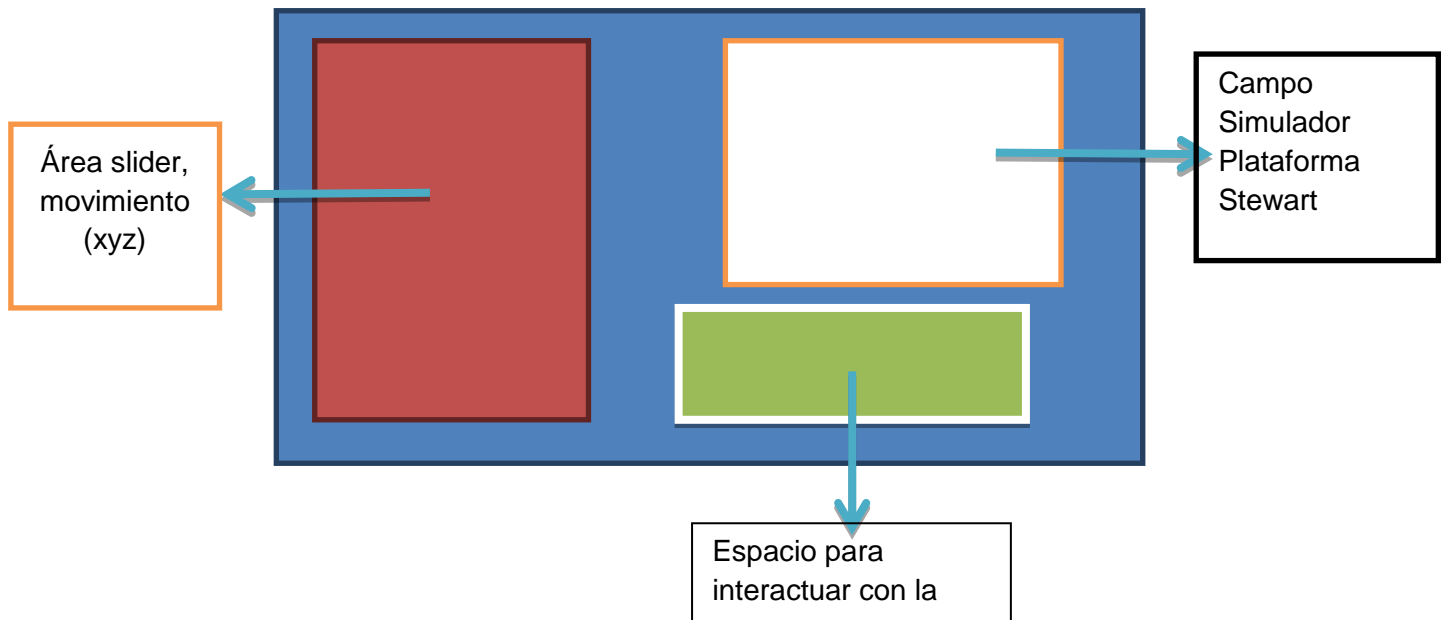 Área slider,
movimiento
(xyz)
Campo
Simulador
Plataforma
Stewart
Espacio para
interactuar con la